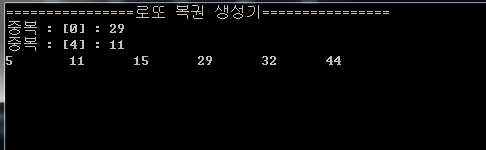 ================로또 복권 생성기================
중복 : [0] : 29
중복 : [4] : 11
5 11 15 29 32 44